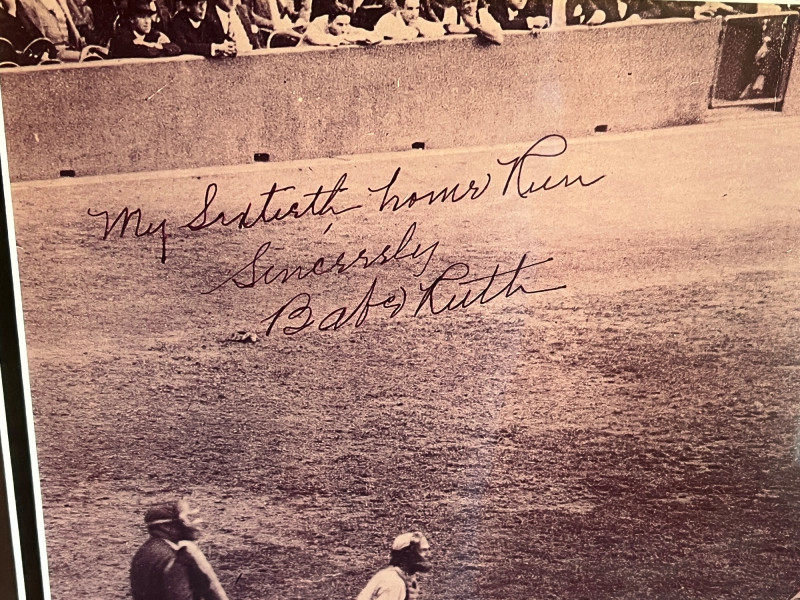 My Sixtieth home Run
Sincerely
Babe Ruth